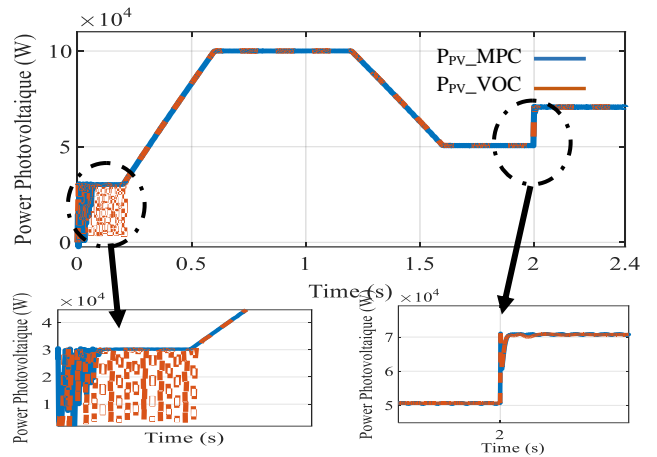 ×10⁴
Power Photovoltaique (W)
10
5
0
P_PV_MPC
P_PV_VOC
0
0.5
1
1.5
2
2.4
Time (s)
×10⁴
Power Photovoltaique (W)
4
3
2
1
Time (s)
×10⁴
Power Photovoltaique (W)
7
6
5
2
Time (s)